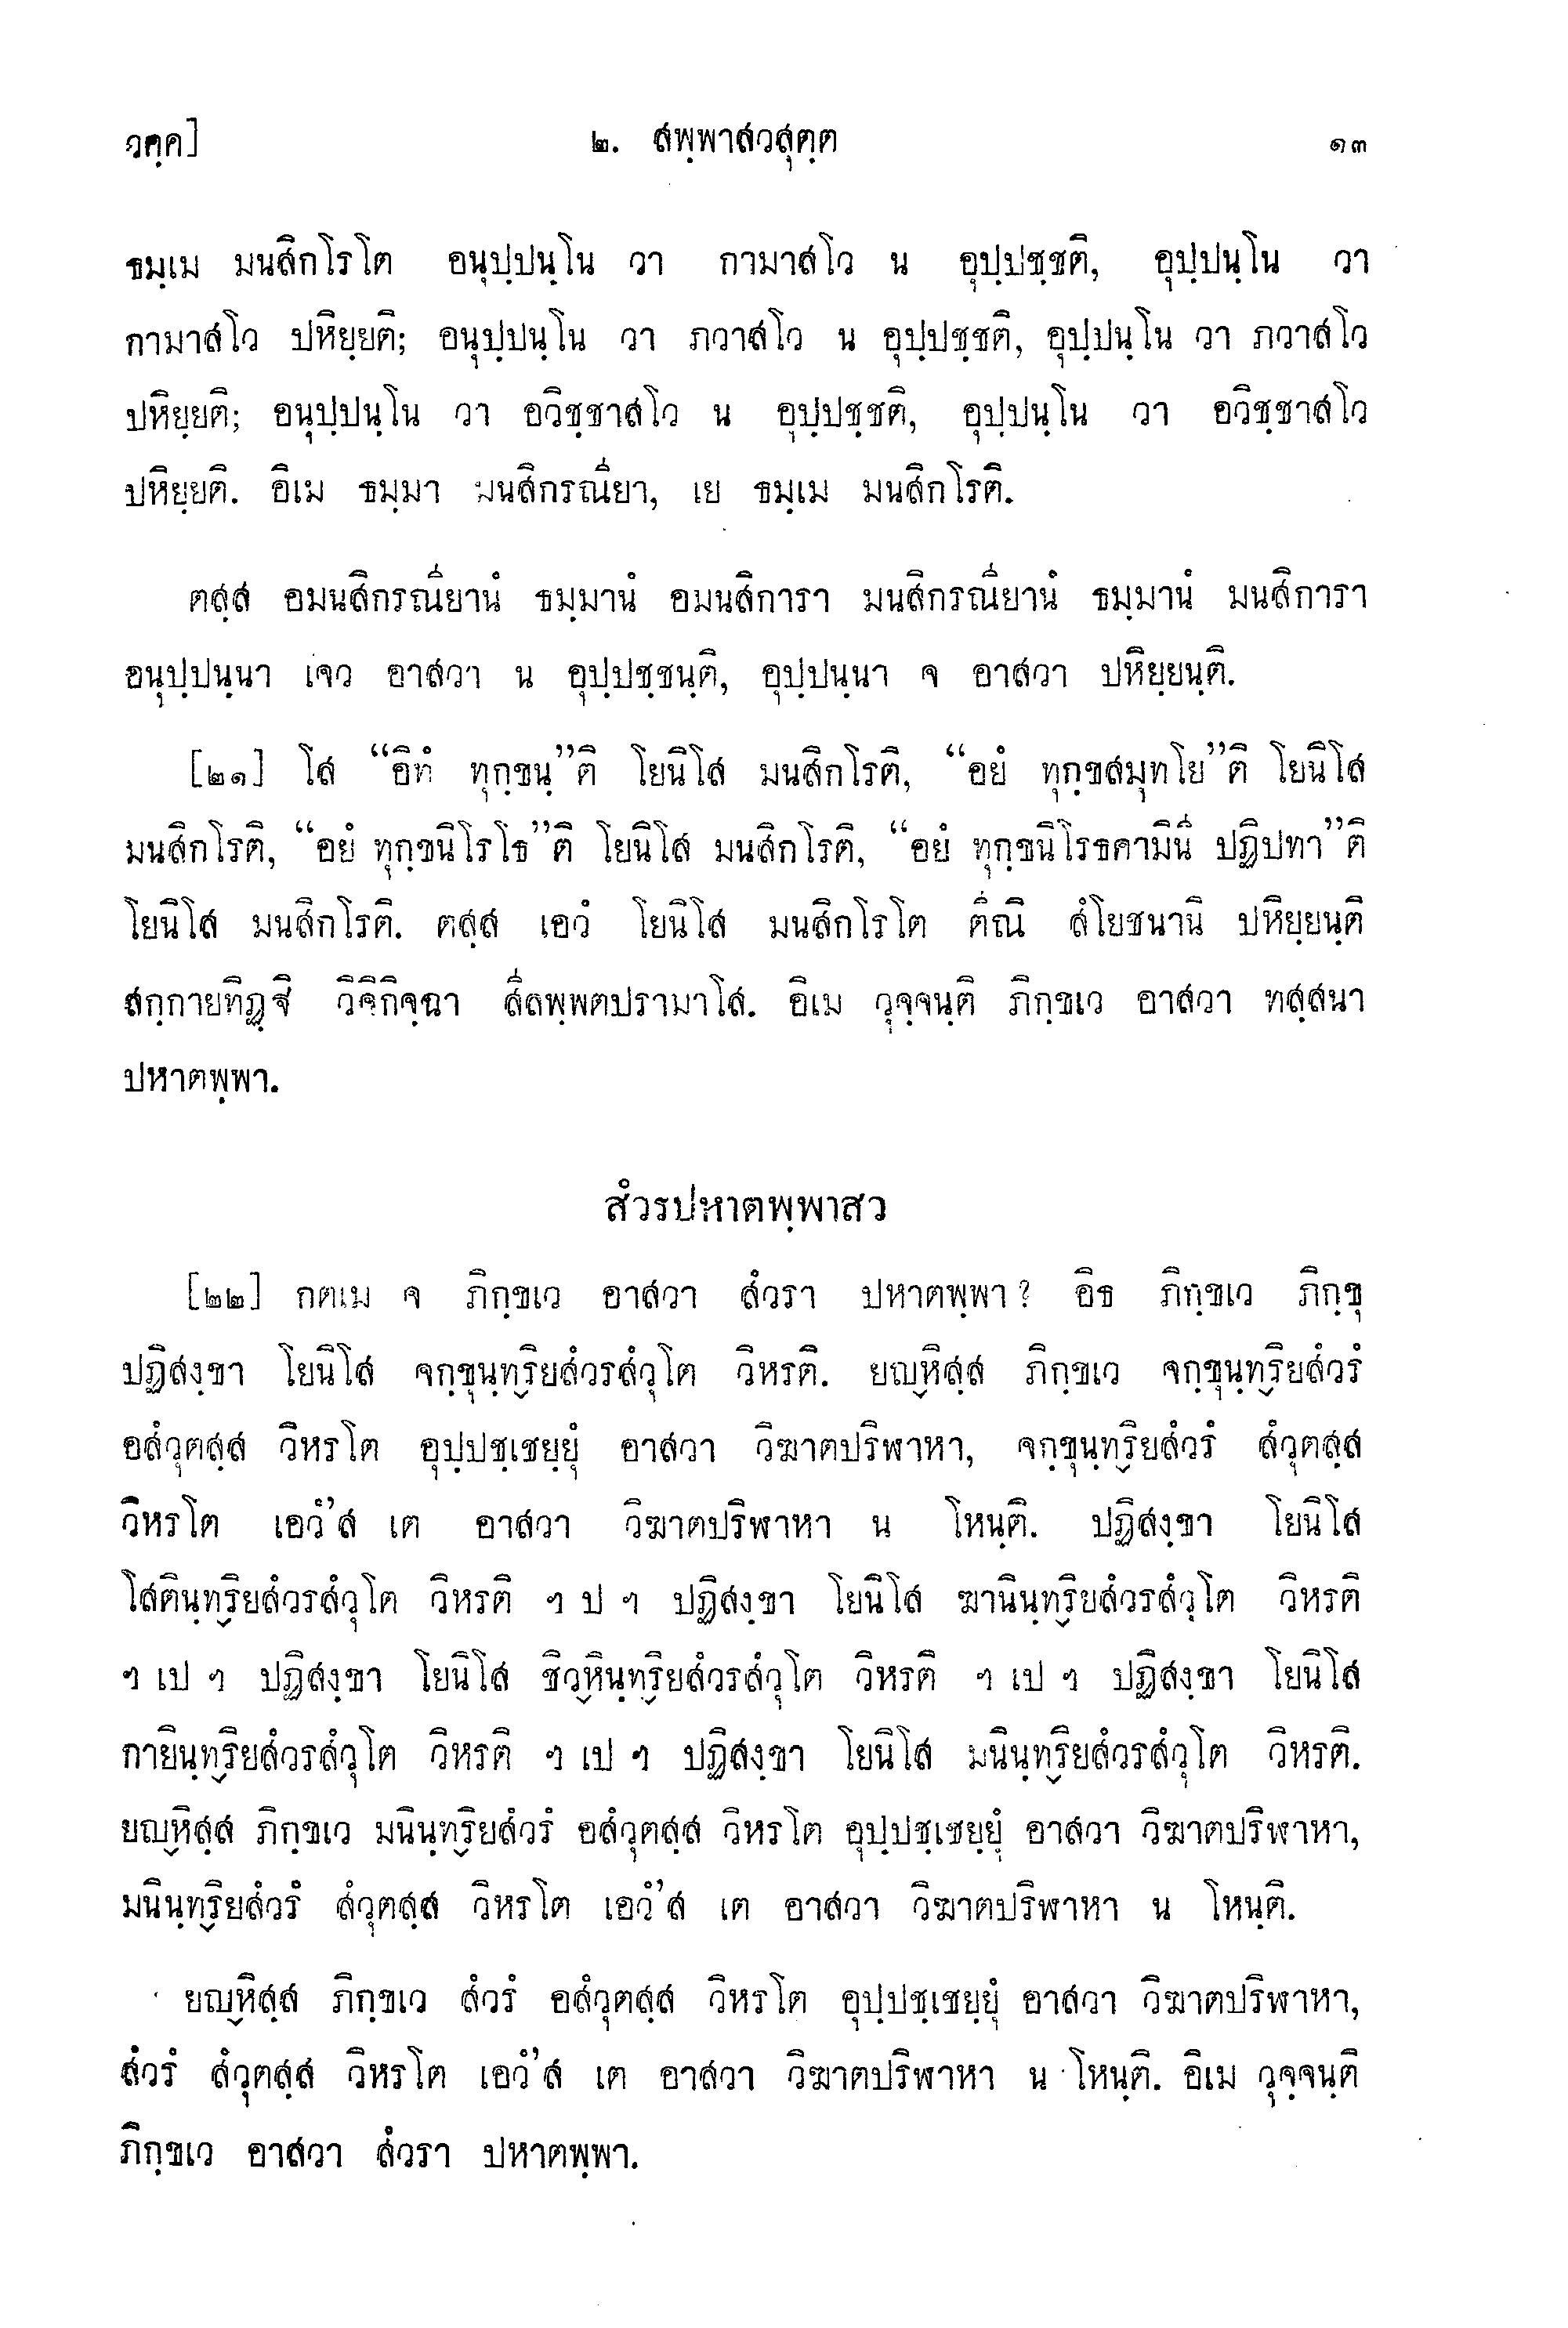 วคฺค]
๒. สพฺพาสวสุตฺต
๑๓
ธมฺเม มนสิกโรโต อนุปฺปนฺโน วา กามาสโว น อุปฺปชฺชติ, อุปฺปนฺโน วา
กามาสโว ปหิยฺยติ; อนุปฺปนฺโน วา ภวาสโว น อุปฺปชฺชติ, อุปฺปนฺโน วา ภวาสโว
ปหิยฺยติ; อนุปฺปนฺโน วา อวิชฺชาสโว น อุปฺปชฺชติ, อุปฺปนฺโน วา อวิชฺชาสโว
ปหิยฺยติ. อิเม ธมฺมา มนสิกรณียา, เย ธมฺเม มนสิกโรติ.
ตสฺส อมนสิกรณียานํ ธมฺมานํ อมนสิการา มนสิกรณียานํ ธมฺมานํ มนสิการา
อนุปฺปนฺนา เจว อาสวา น อุปฺปชฺชนฺติ, อุปฺปนฺนา จ อาสวา ปหิยฺยนฺติ.
[๒๑] โส “อิทํ ทุกฺขนฺ”ติ โยนิโส มนสิกโรติ, “อยํ ทุกฺขสมุทโย”ติ โยนิโส
มนสิกโรติ, “อยํ ทุกฺขนิโรโธ”ติ โยนิโส มนสิกโรติ, “อยํ ทุกฺขนิโรธคามินี ปฏิปทา”ติ
โยนิโส มนสิกโรติ. ตสฺส เอวํ โยนิโส มนสิกโรโต ตีณิ สํโยชนานิ ปหิยฺยนฺติ
สกฺกายทิฏฺฐิ วิจิกิจฺฉา สีลพฺพตปรามาโส. อิเม วุจฺจนฺติ ภิกฺขเว อาสวา ทสฺสนา
ปหาตพฺพา.
สํวรปหาตพฺพาสว
[๒๒] กตเม จ ภิกฺขเว อาสวา สํวรา ปหาตพฺพา? อิธ ภิกฺขเว ภิกฺขุ
ปฏิสงฺขา โยนิโส จกฺขุนฺทฺริยสํวรสํวุโต วิหรติ. ยญฺหิสฺส ภิกฺขเว จกฺขุนฺทฺริยสํวรํ
อสํวุตสฺส วิหรโต อุปฺปชฺเชยฺยุํ อาสวา วิฆาตปริฬาหา, จกฺขุนฺทฺริยสํวรํ สํวุตสฺส
วิหรโต เอวํ’ส เต อาสวา วิฆาตปริฬาหา น โหนฺติ. ปฏิสงฺขา โยนิโส
โสตินฺทฺริยสํวรสํวุโต วิหรติ ฯ ป ฯ ปฏิสงฺขา โยนิโส ฆานินฺทฺริยสํวรสํวุโต วิหรติ
ฯ เป ฯ ปฏิสงฺขา โยนิโส ชิวฺหินฺทฺริยสํวรสํวุโต วิหรติ ฯ เป ฯ ปฏิสงฺขา โยนิโส
กายินฺทฺริยสํวรสํวุโต วิหรติ ฯ เป ฯ ปฏิสงฺขา โยนิโส มนินฺทฺริยสํวรสํวุโต วิหรติ.
ยญฺหิสฺส ภิกฺขเว มนินฺทฺริยสํวรํ อสํวุตสฺส วิหรโต อุปฺปชฺเชยฺยุํ อาสวา วิฆาตปริฬาหา,
มนินฺทฺริยสํวรํ สํวุตสฺส วิหรโต เอวํ’ส เต อาสวา วิฆาตปริฬาหา น โหนฺติ.
ยญฺหิสฺส ภิกฺขเว สํวรํ อสํวุตสฺส วิหรโต อุปฺปชฺเชยฺยุํ อาสวา วิฆาตปริฬาหา,
สํวรํ สํวุตสฺส วิหรโต เอวํ’ส เต อาสวา วิฆาตปริฬาหา น โหนฺติ. อิเม วุจฺจนฺติ
ภิกฺขเว อาสวา สํวรา ปหาตพฺพา.